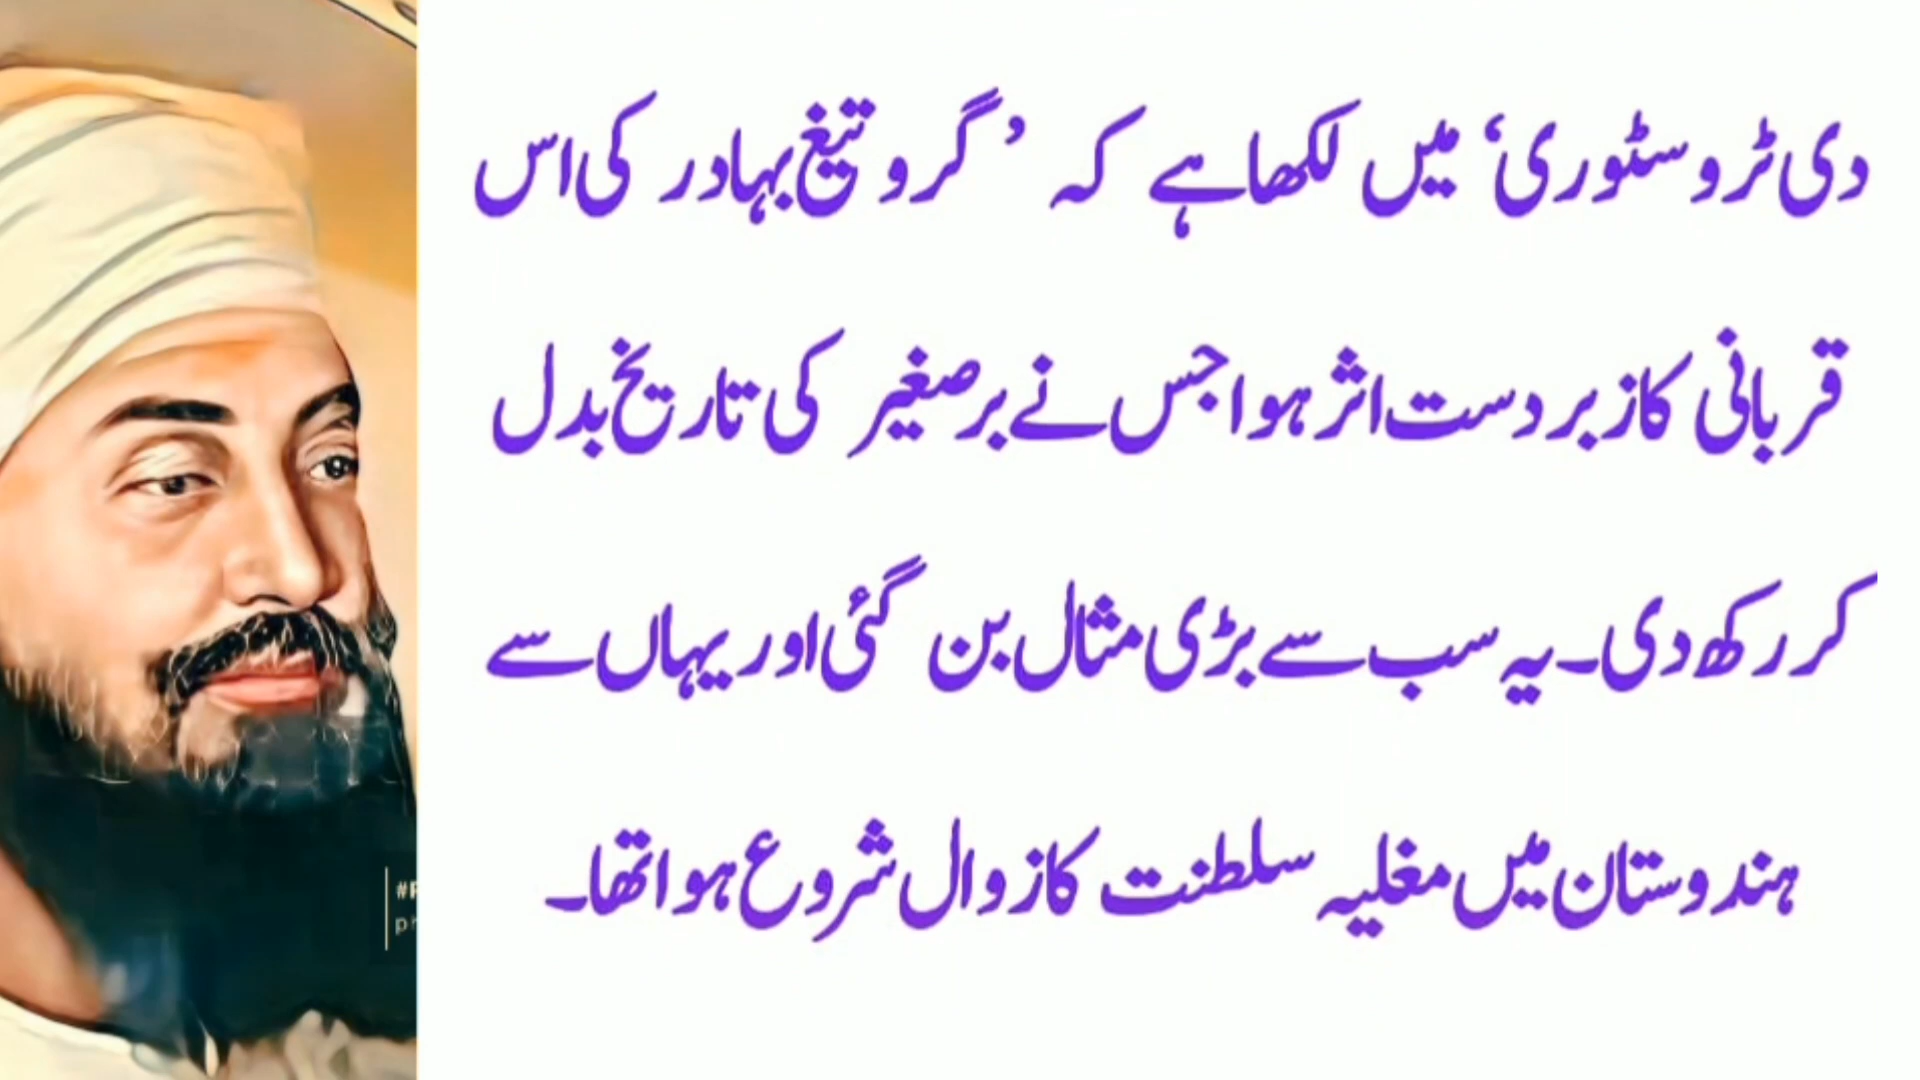 دی ٹرو سٹوری‘ میں لکھا ہے کہ ’گرو تیغ بہادر کی اس
قربانی کا زبردست اثر ہوا جس نے برصغیر کی تاریخ بدل
کر رکھ دی۔ یہ سب سے بڑی مثال بن گئی اور یہاں سے
ہندوستان میں مغلیہ سلطنت کا زوال شروع ہوا تھا۔